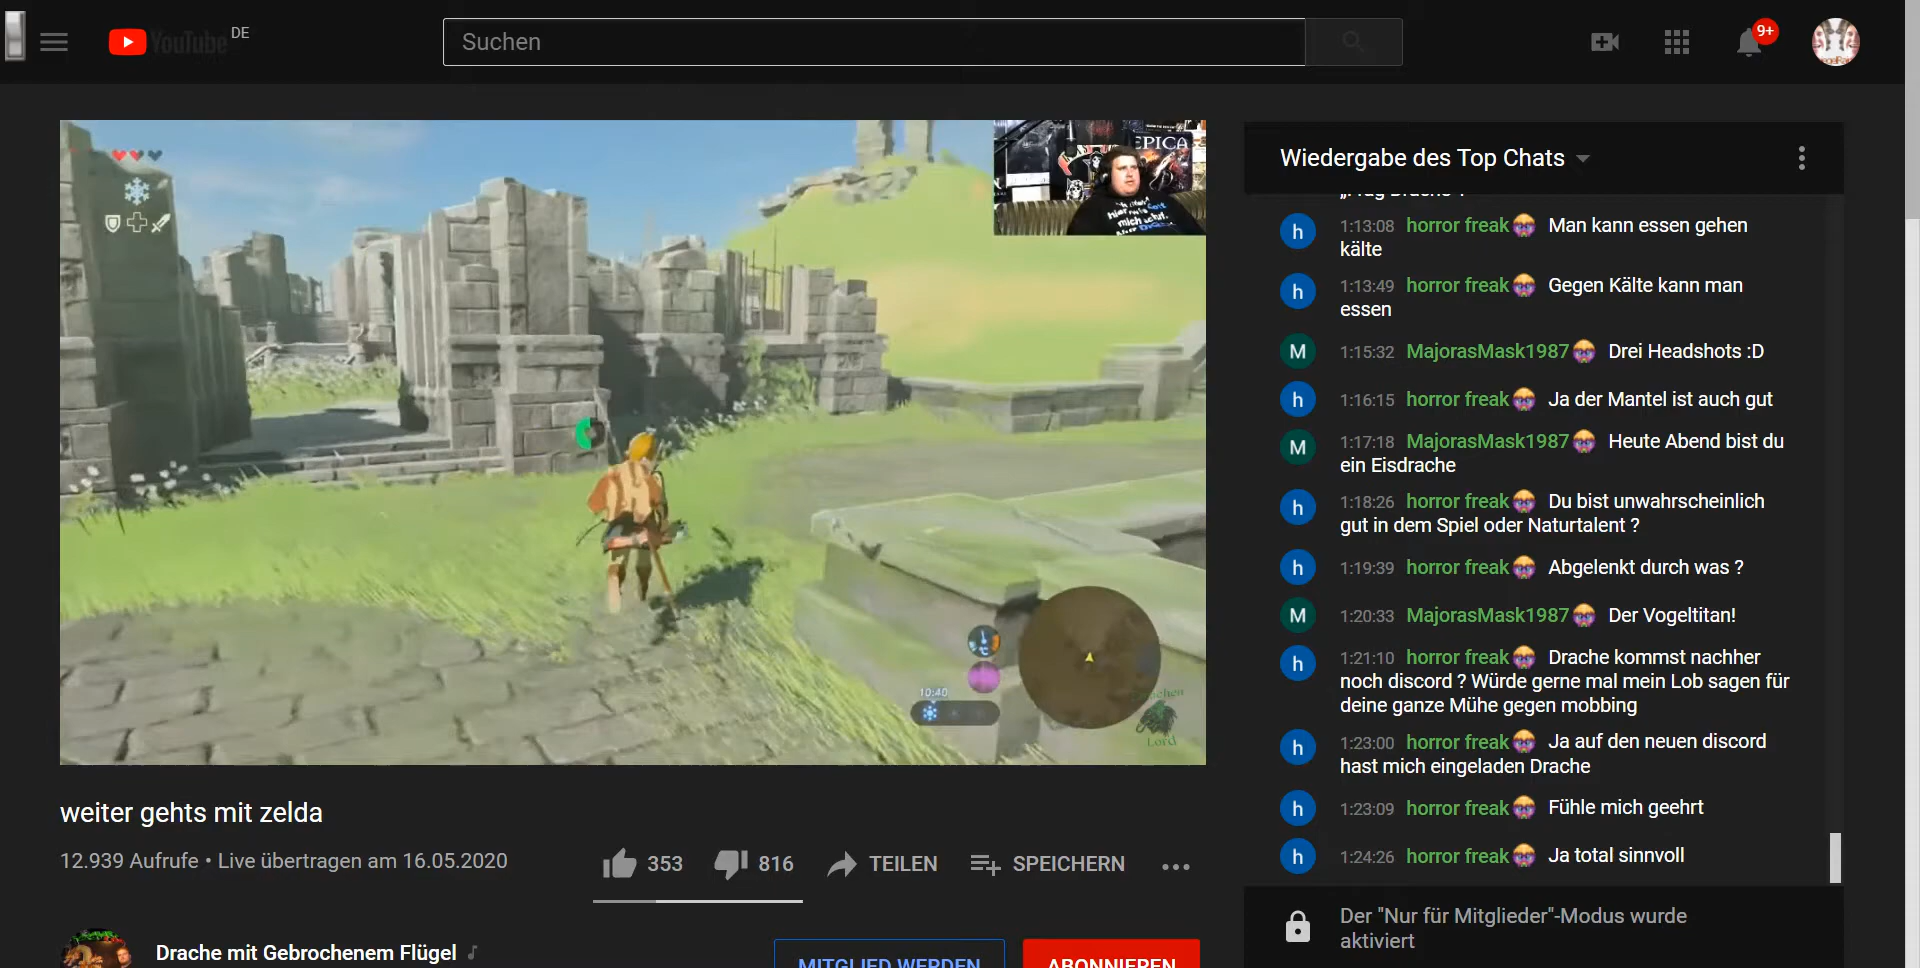 YouTube DE
Suchen
9+
EPICA
10:40
Lord
weiter gehts mit zelda
12.939 Aufrufe • Live übertragen am 16.05.2020
353
816
TEILEN
SPEICHERN
Drache mit Gebrochenem Flügel
MITGLIED WERDEN
ABONNIEREN
Wiedergabe des Top Chats
h 1:13:08 horror freak Man kann essen gehen
kälte
h 1:13:49 horror freak Gegen Kälte kann man
essen
M 1:15:32 MajorasMask1987 Drei Headshots :D
h 1:16:15 horror freak Ja der Mantel ist auch gut
M 1:17:18 MajorasMask1987 Heute Abend bist du
ein Eisdrache
h 1:18:26 horror freak Du bist unwahrscheinlich
gut in dem Spiel oder Naturtalent ?
h 1:19:39 horror freak Abgelenkt durch was ?
M 1:20:33 MajorasMask1987 Der Vogeltitan!
h 1:21:10 horror freak Drache kommst nachher
noch discord ? Würde gerne mal mein Lob sagen für
deine ganze Mühe gegen mobbing
h 1:23:00 horror freak Ja auf den neuen discord
hast mich eingeladen Drache
h 1:23:09 horror freak Fühle mich geehrt
h 1:24:26 horror freak Ja total sinnvoll
Der "Nur für Mitglieder"-Modus wurde
aktiviert